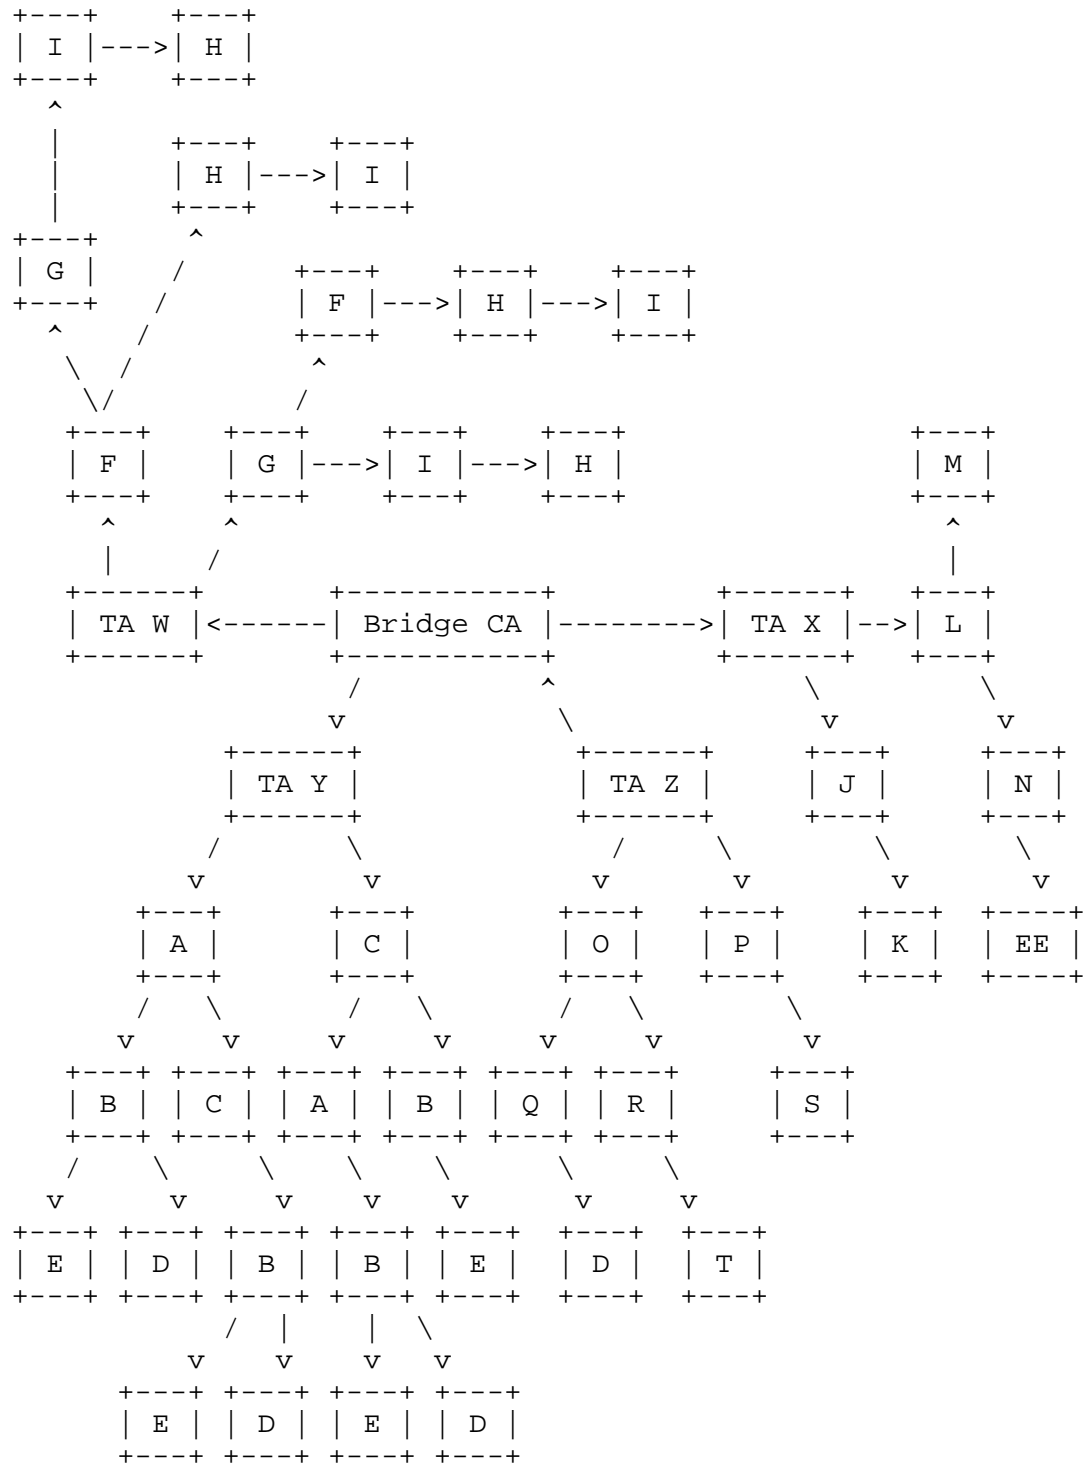 I H
H I
G
F H I
F G I H M
TA W Bridge CA TA X L
TA Y TA Z J N
A C O P K EE
B C A B Q R S
E D B B E D T
E D E D